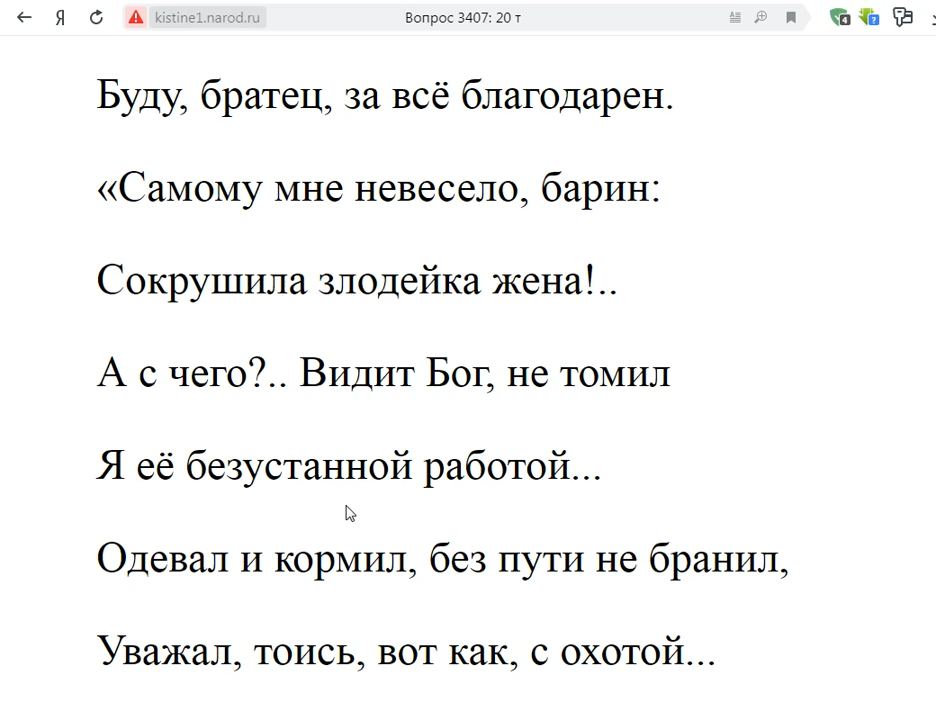 Я
kistine1.narod.ru
Вопрос 3407: 20 т
4
?
Буду, братец, за всё благодарен.
«Самому мне невесело, барин:
Сокрушила злодейка жена!..
А с чего?.. Видит Бог, не томил
Я её безустанной работой...
Одевал и кормил, без пути не бранил,
Уважал, тоись, вот как, с охотой...